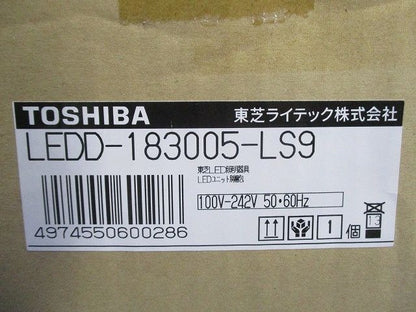 TOSHIBA 東芝ライテック株式会社
LEDD-183005-LS9
東芝LED照明器具
LEDユニット別梱包
100V-242V 50・60Hz
4974550600286
1 個
13